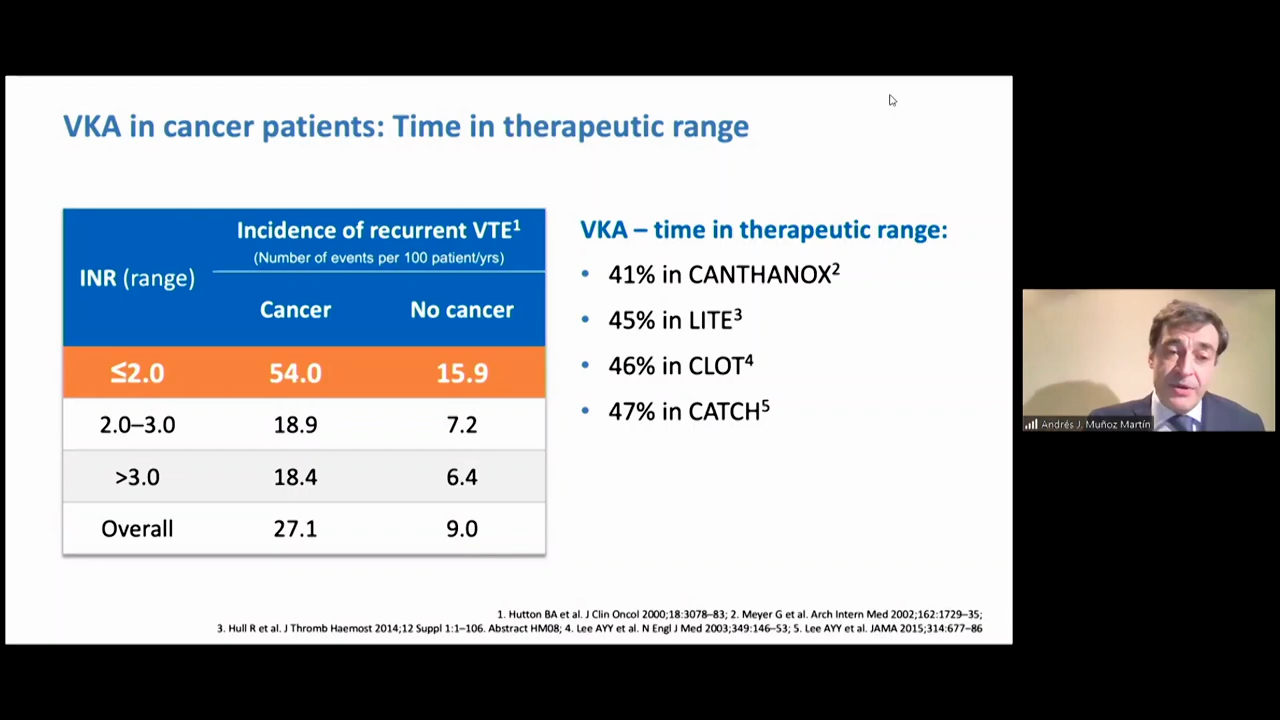 VKA in cancer patients: Time in therapeutic range
INR (range)
Incidence of recurrent VTE¹
(Number of events per 100 patient/yrs)
Cancer No cancer
≤2.0 54.0 15.9
2.0–3.0 18.9 7.2
>3.0 18.4 6.4
Overall 27.1 9.0
VKA – time in therapeutic range:
• 41% in CANTHANOX²
• 45% in LITE³
• 46% in CLOT⁴
• 47% in CATCH⁵
1. Hutton BA et al. J Clin Oncol 2000;18:3078–83; 2. Meyer G et al. Arch Intern Med 2002;162:1729–35;
3. Hull R et al. J Thromb Haemost 2014;12 Suppl 1:1–106. Abstract HM08; 4. Lee AYY et al. N Engl J Med 2003;349:146–53; 5. Lee AYY et al. JAMA 2015;314:677–86
Andrés J. Muñoz Martín